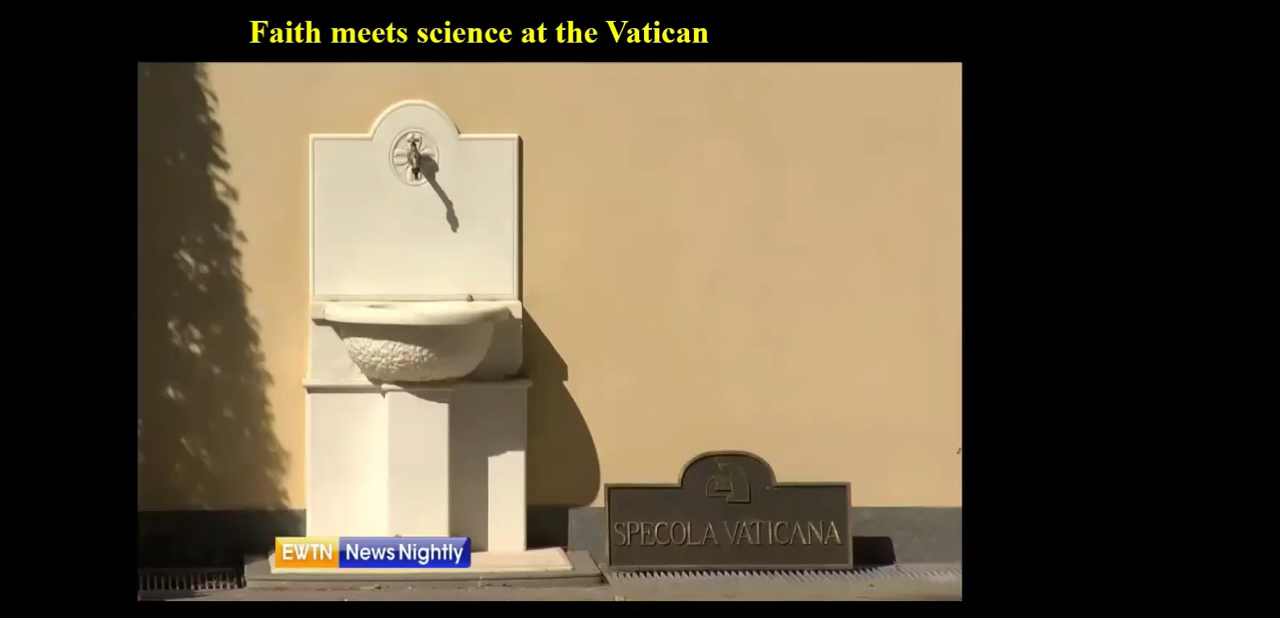 Faith meets science at the Vatican
SPECOLA VATICANA
EWTN News Nightly